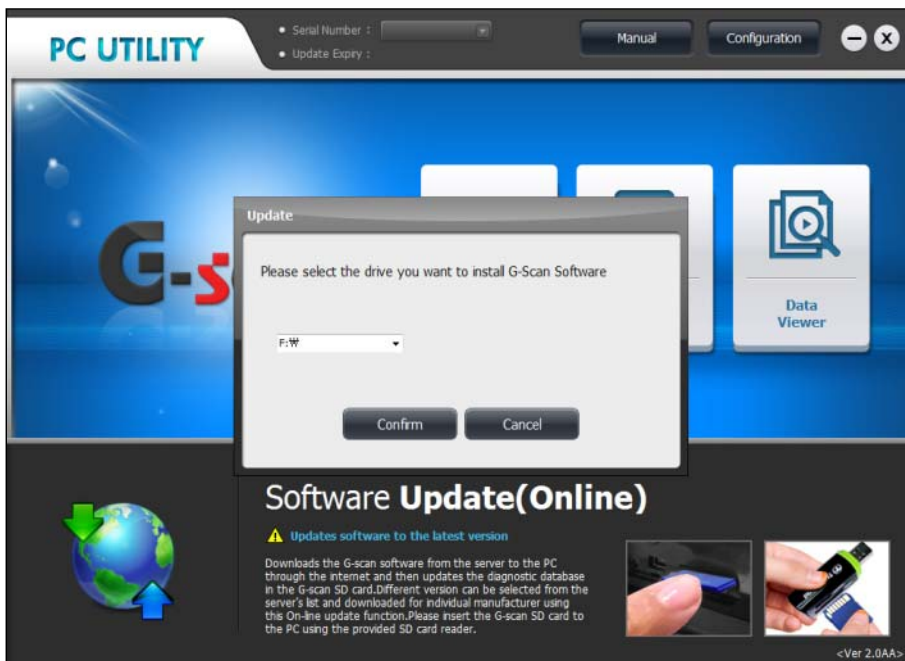 PC UTILITY
Serial Number :
Update Expiry :
Manual
Configuration
G-s
Update
Please select the drive you want to install G-Scan Software
F:₩
Confirm
Cancel
Data
Viewer
Software Update(Online)
Updates software to the latest version
Downloads the G-scan software from the server to the PC
through the internet and then updates the diagnostic database
in the G-scan SD card.Different version can be selected from the
server's list and downloaded for individual manufacturer using
this On-line update function.Please insert the G-scan SD card to
the PC using the provided SD card reader.
<Ver 2.0AA>